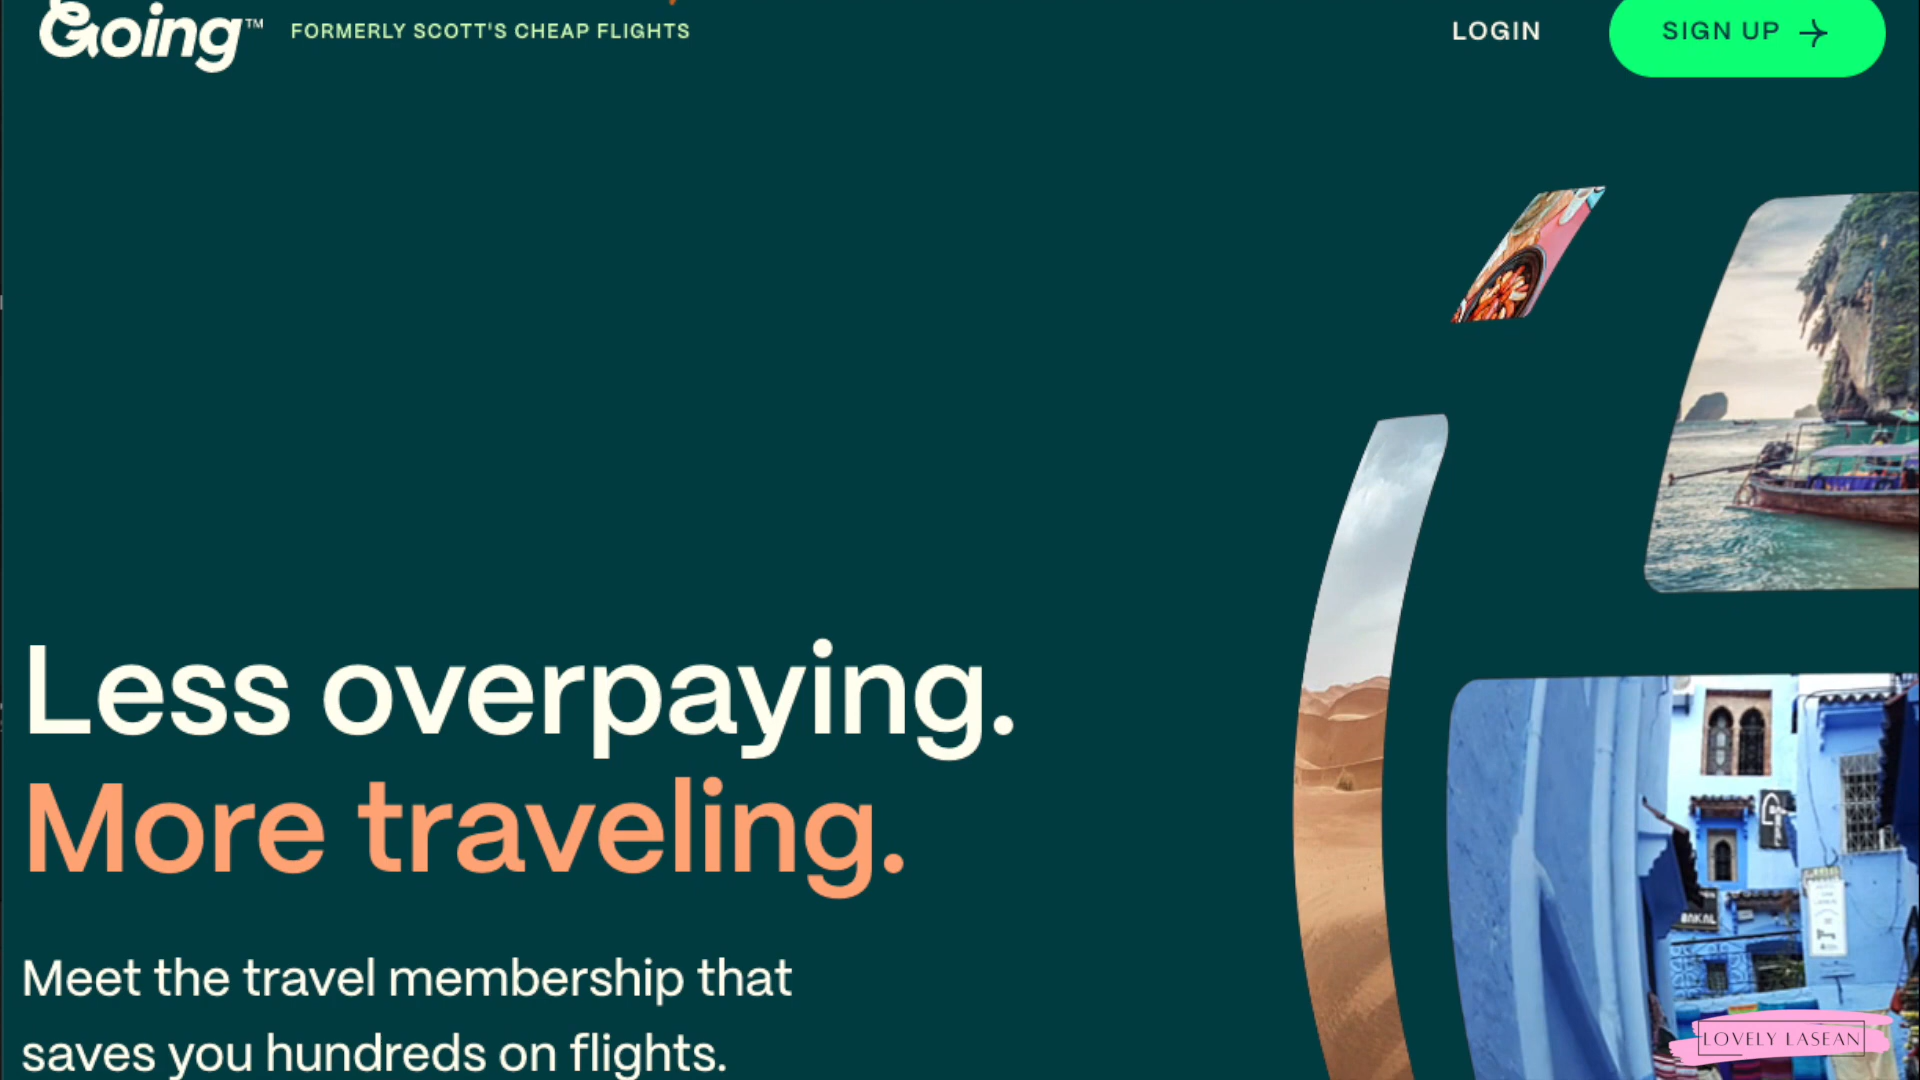 Going™
FORMERLY SCOTT'S CHEAP FLIGHTS
LOGIN
SIGN UP
Less overpaying.
More traveling.
Meet the travel membership that
saves you hundreds on flights.
BAKAL
LOVELY LASEAN